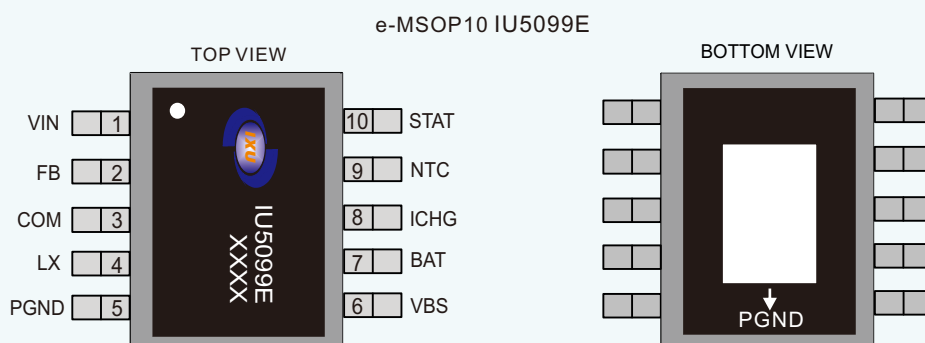 e-MSOP10 IU5099E
TOP VIEW
BOTTOM VIEW
VIN 1
FB 2
COM 3
LX 4
PGND 5
10 STAT
9 NTC
8 ICHG
7 BAT
6 VBS
IXU
IU5099E
XXXX
PGND